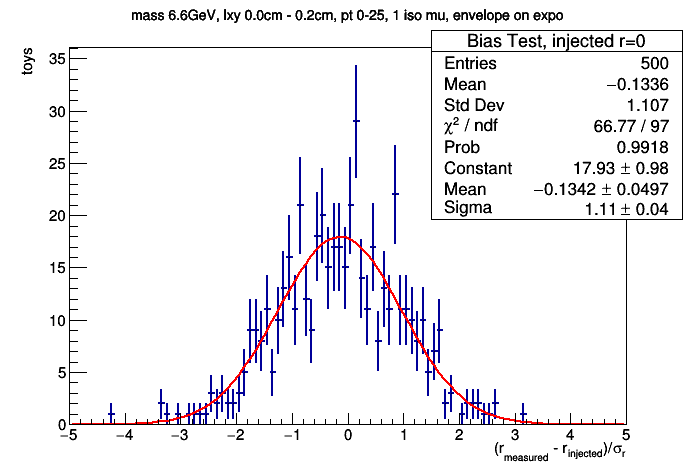 mass 6.6GeV, lxy 0.0cm - 0.2cm, pt 0-25, 1 iso mu, envelope on expo
Bias Test, injected r=0
Entries 500
Mean −0.1336
Std Dev 1.107
χ² / ndf 66.77 / 97
Prob 0.9918
Constant 17.93 ± 0.98
Mean −0.1342 ± 0.0497
Sigma 1.11 ± 0.04
toys
35
30
25
20
15
10
5
0
−5 −4 −3 −2 −1 0 1 2 3 4 5
(r_measured - r_injected)/σ_r